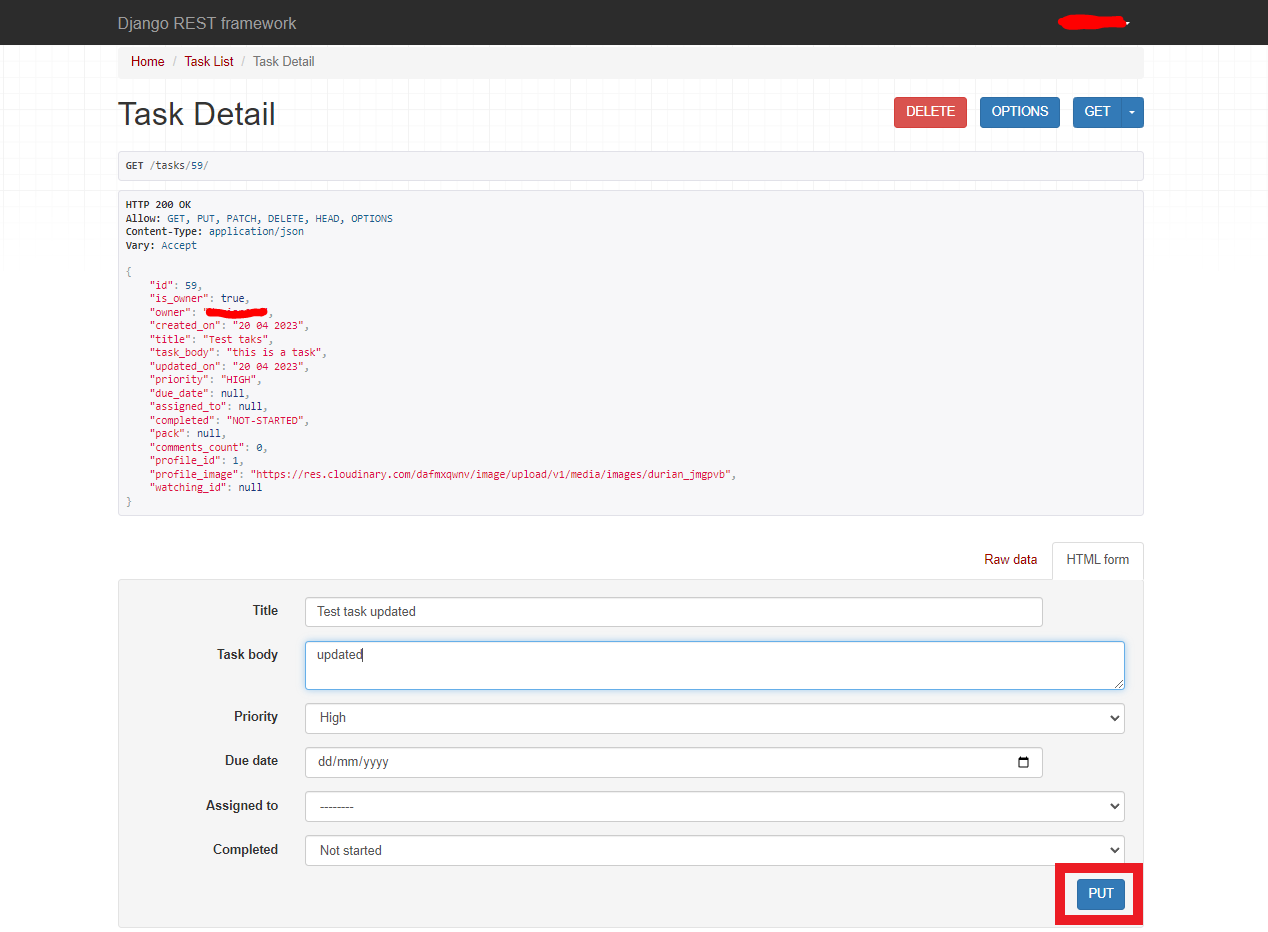 Django REST framework
Home / Task List / Task Detail
Task Detail
DELETE OPTIONS GET
GET /tasks/59/
HTTP 200 OK
Allow: GET, PUT, PATCH, DELETE, HEAD, OPTIONS
Content-Type: application/json
Vary: Accept
{
"id": 59,
"is_owner": true,
"owner": ",
"created_on": "20 04 2023",
"title": "Test taks",
"task_body": "this is a task",
"updated_on": "20 04 2023",
"priority": "HIGH",
"due_date": null,
"assigned_to": null,
"completed": "NOT-STARTED",
"pack": null,
"comments_count": 0,
"profile_id": 1,
"profile_image": "https://res.cloudinary.com/dafmxqwnv/image/upload/v1/media/images/durian_jmgpvb",
"watching_id": null
}
Raw data HTML form
Title Test task updated
Task body updated
Priority High
Due date dd/mm/yyyy
Assigned to --------
Completed Not started
PUT